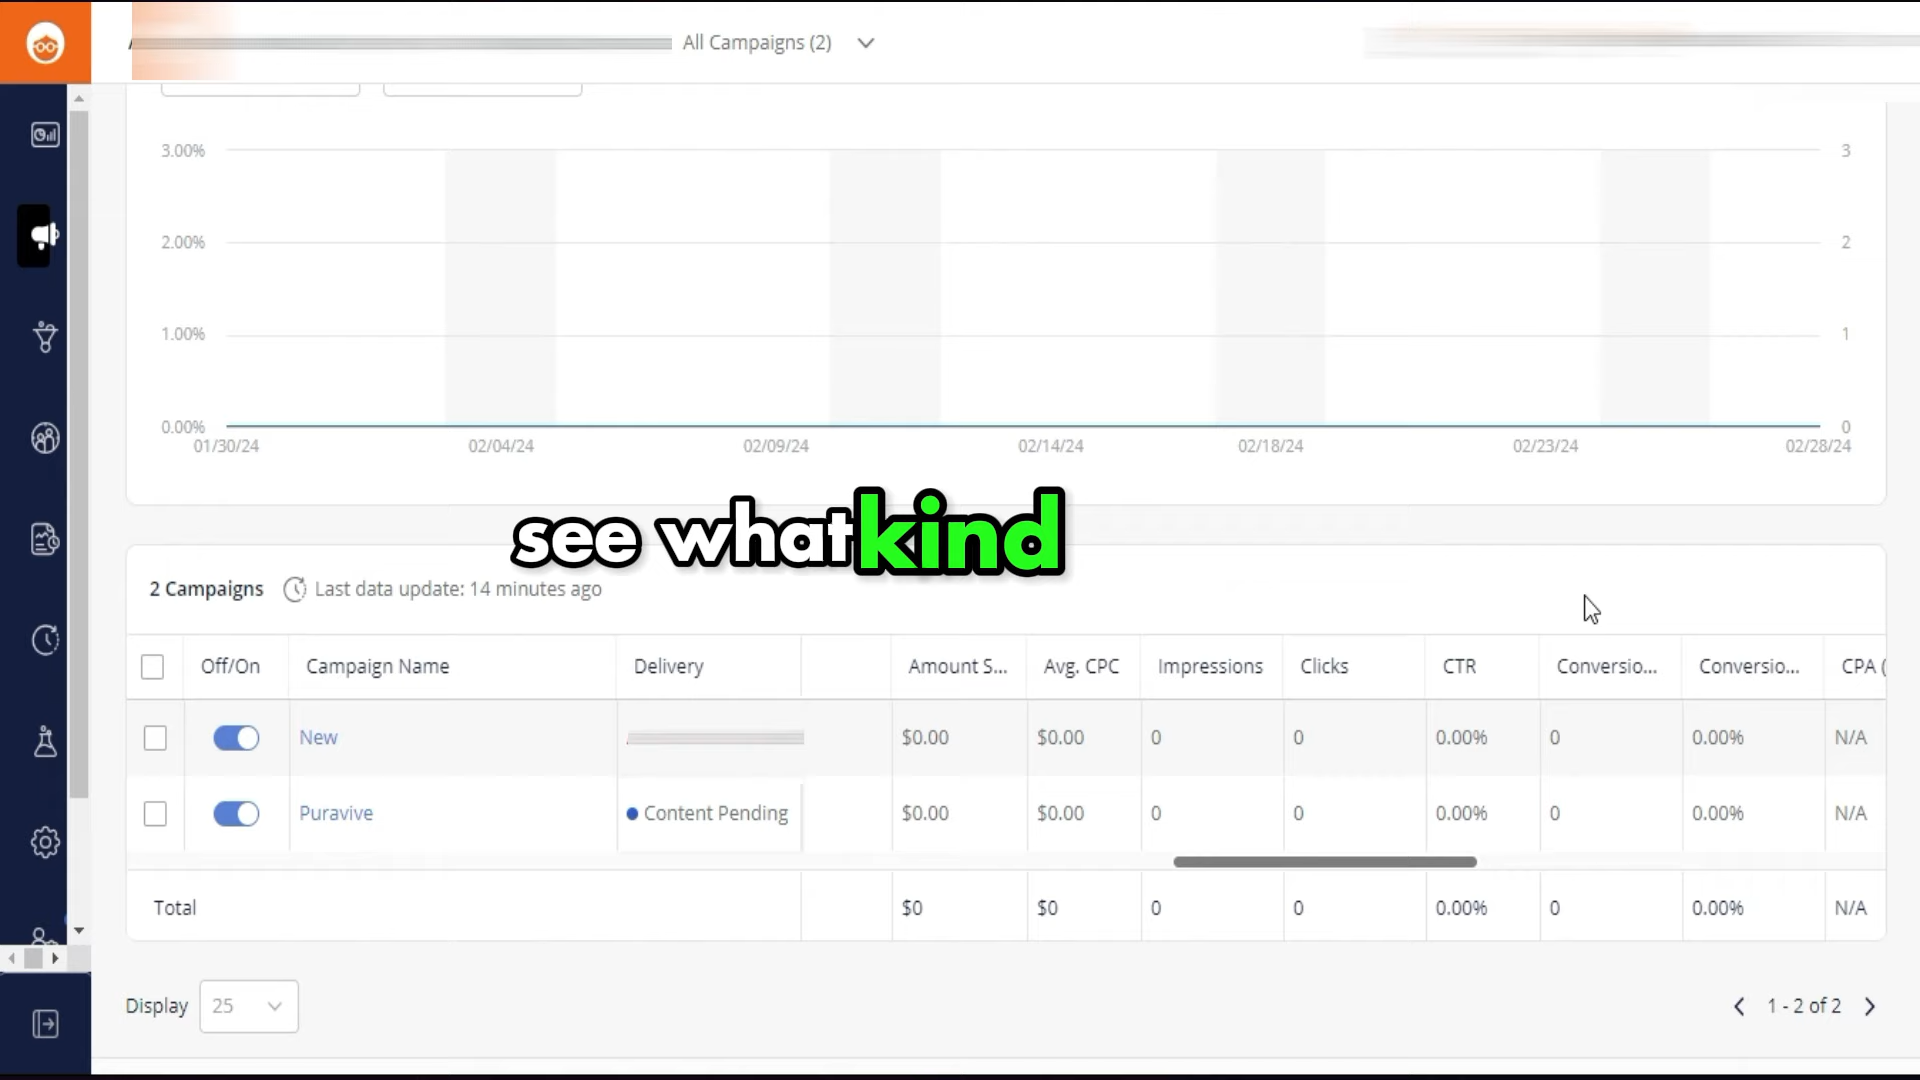 All Campaigns (2)
3.00% 3
2.00% 2
1.00% 1
0.00% 0
01/30/24 02/04/24 02/09/24 02/14/24 02/18/24 02/23/24 02/28/24
see what kind
2 Campaigns Last data update: 14 minutes ago
Off/On Campaign Name Delivery Amount S... Avg. CPC Impressions Clicks CTR Conversio... Conversio... CPA (
New $0.00 $0.00 0 0 0.00% 0 0.00% N/A
Puravive Content Pending $0.00 $0.00 0 0 0.00% 0 0.00% N/A
Total $0 $0 0 0 0.00% 0 0.00% N/A
Display 25 1 - 2 of 2